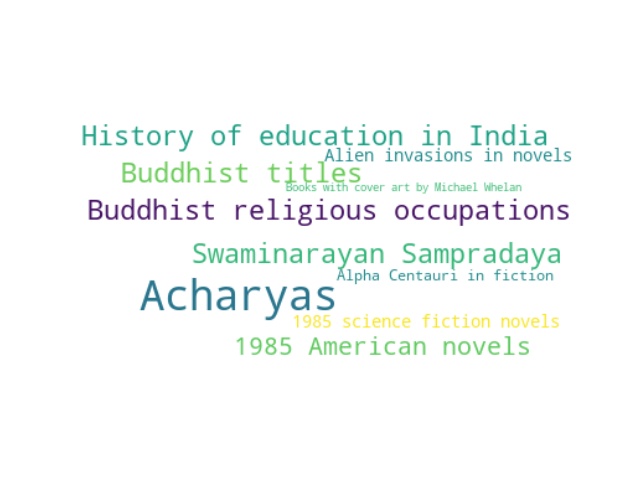 History of education in India
Alien invasions in novels
Buddhist titles
Books with cover art by Michael Whelan
Buddhist religious occupations
Swaminarayan Sampradaya
Alpha Centauri in fiction
Acharyas
1985 science fiction novels
1985 American novels